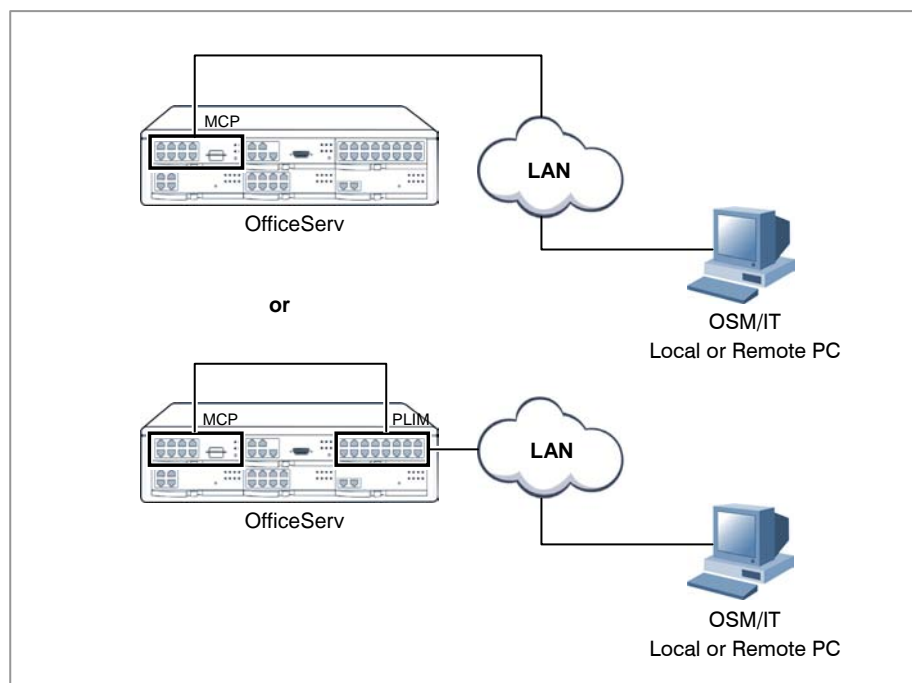 MCP
LAN
OfficeServ
OSM/IT
Local or Remote PC
or
MCP
PLIM
LAN
OfficeServ
OSM/IT
Local or Remote PC